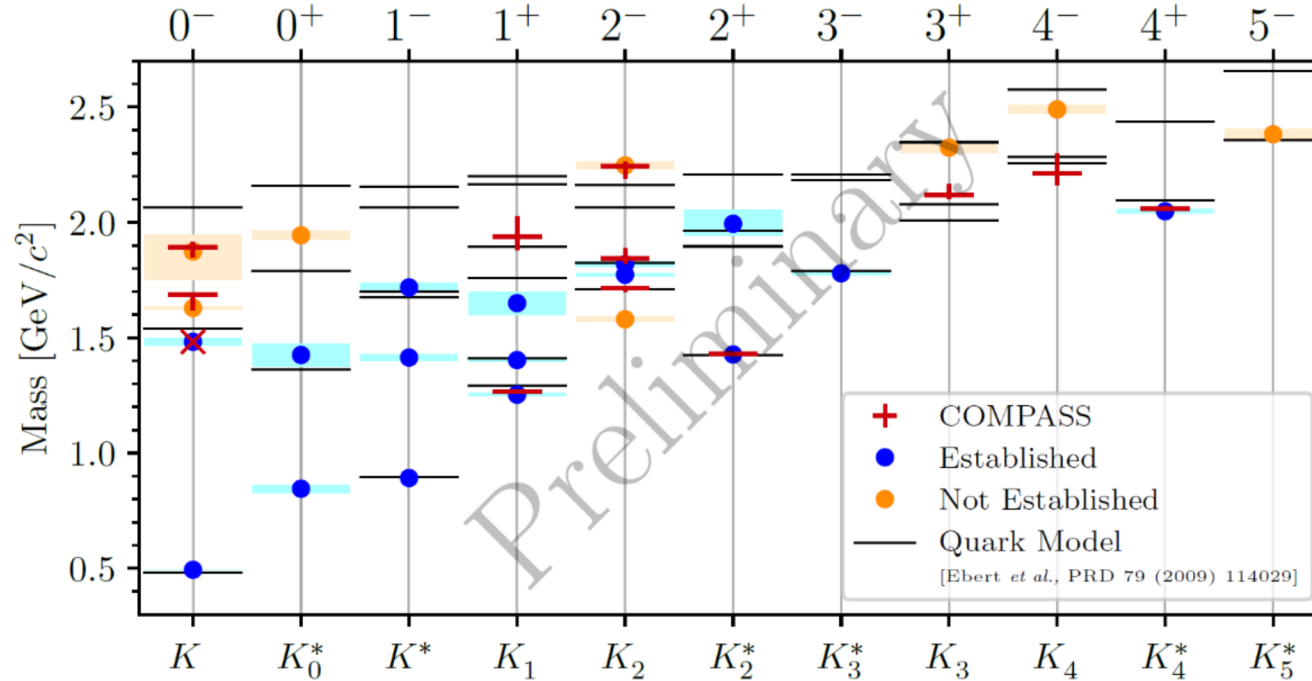 0⁻ 0⁺ 1⁻ 1⁺ 2⁻ 2⁺ 3⁻ 3⁺ 4⁻ 4⁺ 5⁻
Mass [GeV/c²]
2.5
2.0
1.5
1.0
0.5
Preliminary
COMPASS
Established
Not Established
Quark Model
[Ebert et al., PRD 79 (2009) 114029]
K K₀* K* K₁ K₂ K₂* K₃* K₃ K₄ K₄* K₅*